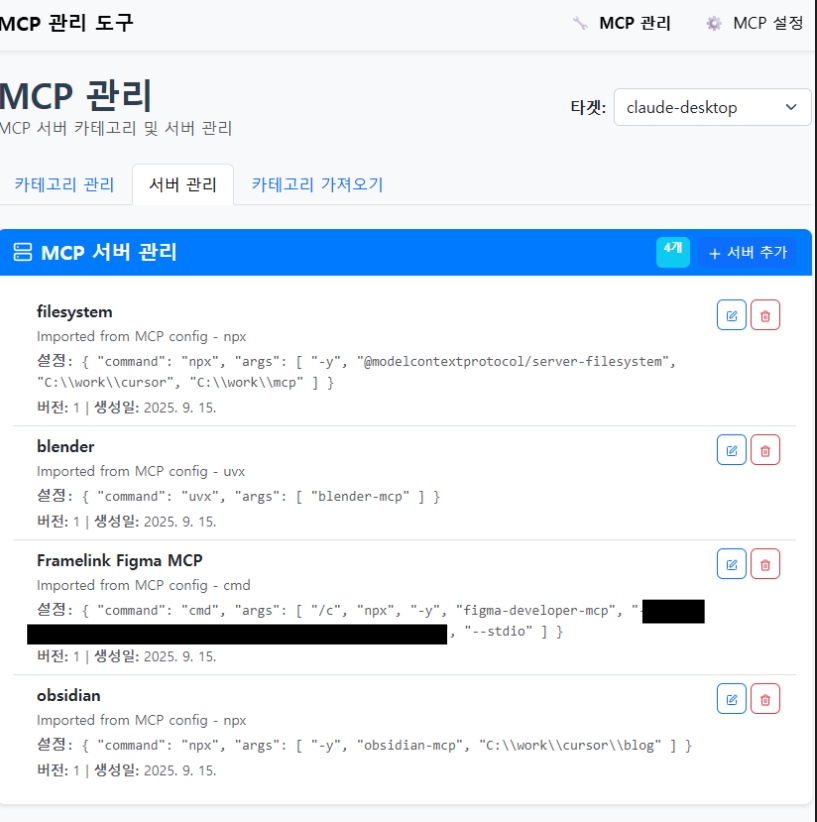 MCP 관리 도구
MCP 관리
MCP 설정
MCP 관리
타겟: claude-desktop
MCP 서버 카테고리 및 서버 관리
카테고리 관리
서버 관리
카테고리 가져오기
MCP 서버 관리
4개
+ 서버 추가
filesystem
Imported from MCP config - npx
설정: { "command": "npx", "args": [ "-y", "@modelcontextprotocol/server-filesystem",
"C:\\work\\cursor", "C:\\work\\mcp" ] }
버전: 1 | 생성일: 2025. 9. 15.
blender
Imported from MCP config - uvx
설정: { "command": "uvx", "args": [ "blender-mcp" ] }
버전: 1 | 생성일: 2025. 9. 15.
Framelink Figma MCP
Imported from MCP config - cmd
설정: { "command": "cmd", "args": [ "/c", "npx", "-y", "figma-developer-mcp", "
, "--stdio" ] }
버전: 1 | 생성일: 2025. 9. 15.
obsidian
Imported from MCP config - npx
설정: { "command": "npx", "args": [ "-y", "obsidian-mcp", "C:\\work\\cursor\\blog" ] }
버전: 1 | 생성일: 2025. 9. 15.